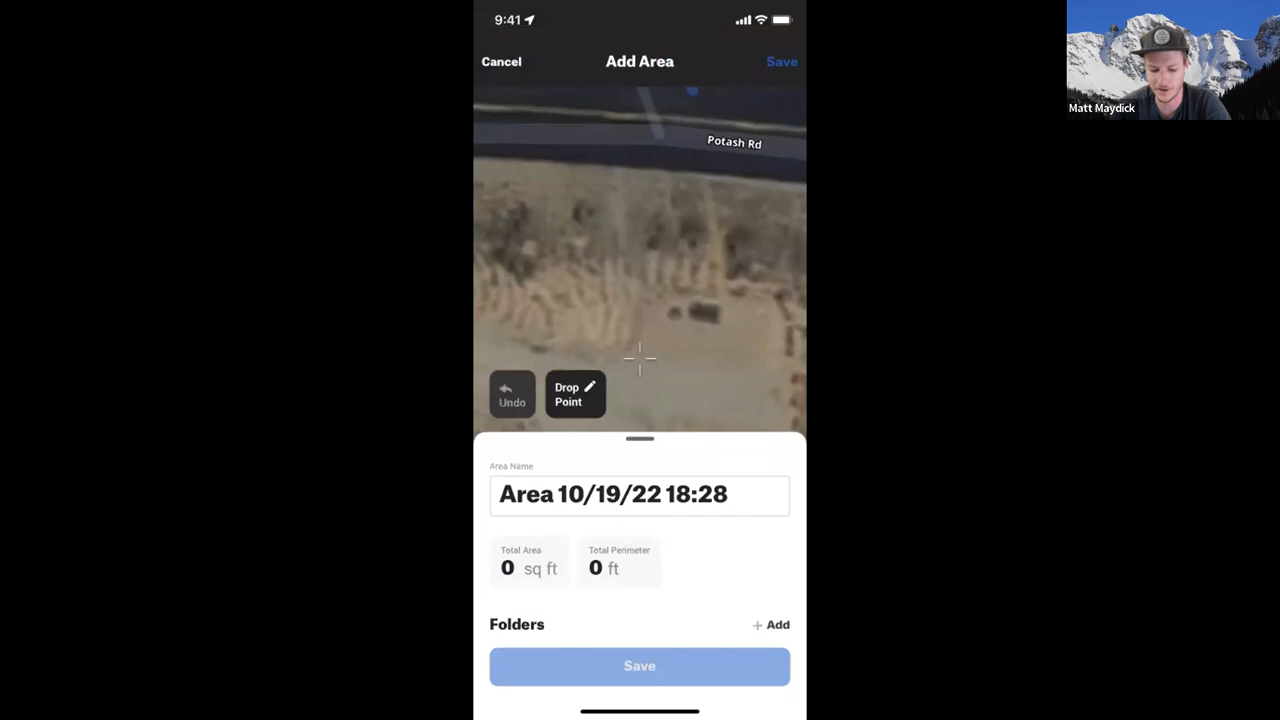 9:41
Cancel
Add Area
Save
Matt Maydick
Potash Rd
Undo
Drop
Point
Area Name
Area 10/19/22 18:28
Total Area
0 sq ft
Total Perimeter
0 ft
Folders
+ Add
Save